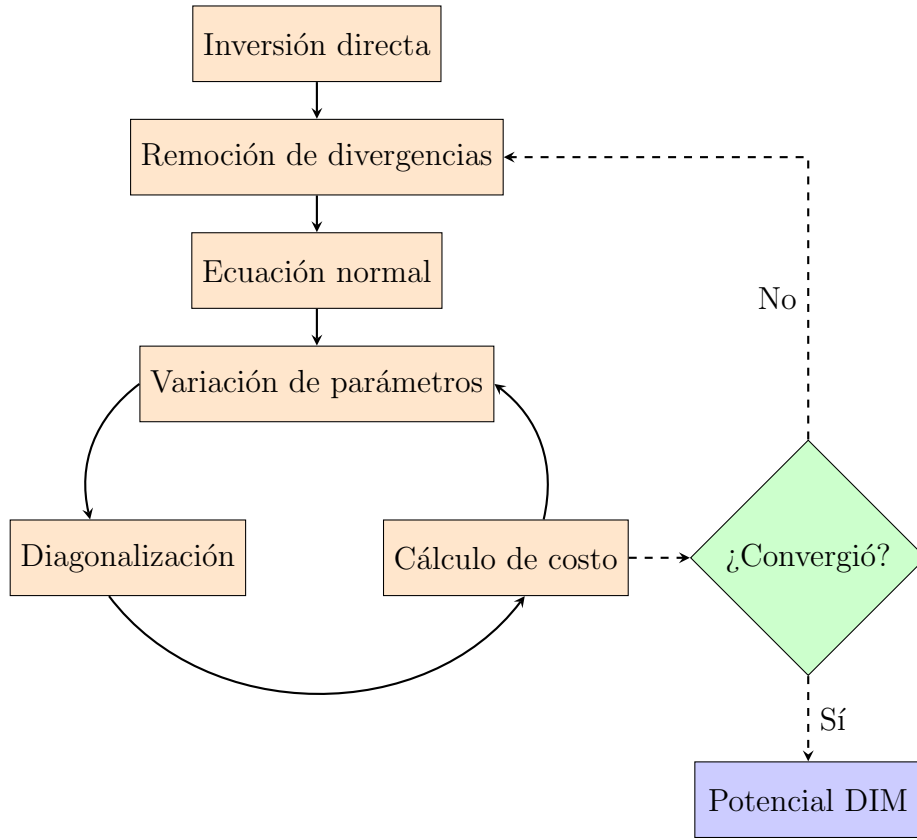 Inversión directa
Remoción de divergencias
Ecuación normal
No
Variación de parámetros
Diagonalización
Cálculo de costo
¿Convergió?
Sí
Potencial DIM